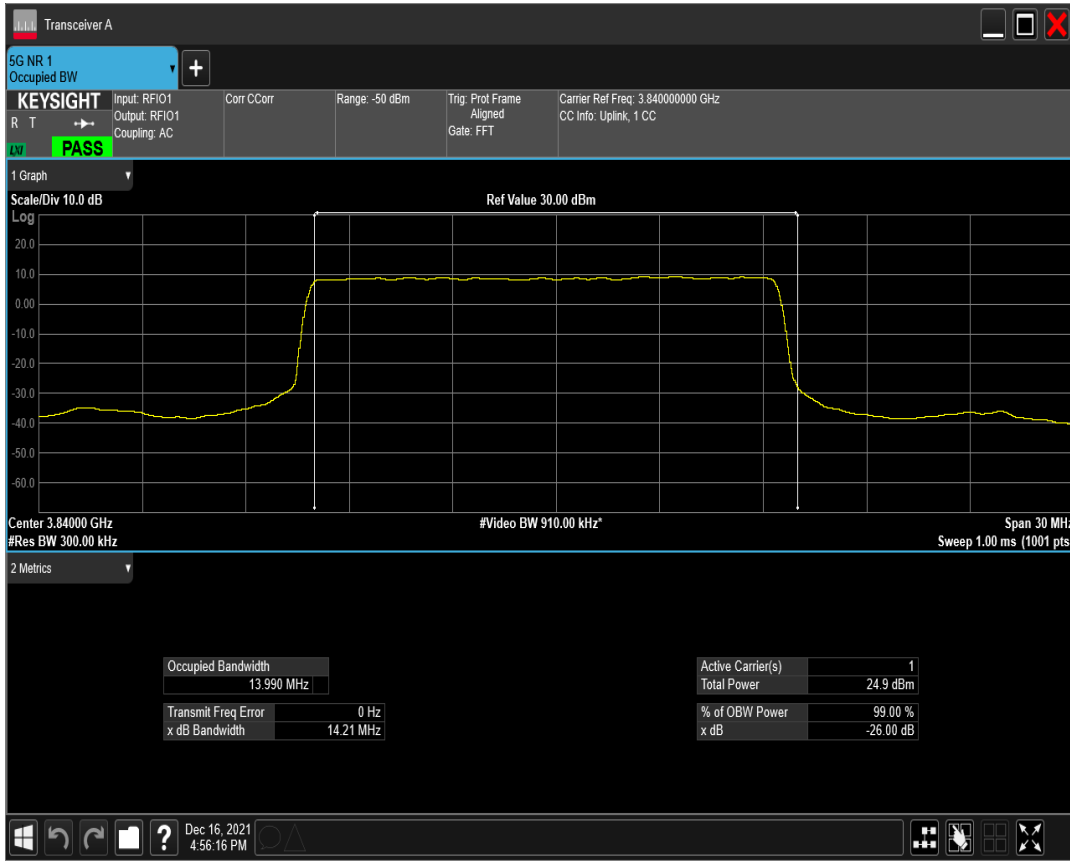 Transceiver A
5G NR 1
Occupied BW
KEYSIGHT
R T
LXI
PASS
Input: RFIO1
Output: RFIO1
Coupling: AC
Corr CCorr
Range: -50 dBm
Trig: Prot Frame
Aligned
Gate: FFT
Carrier Ref Freq: 3.840000000 GHz
CC Info: Uplink, 1 CC
1 Graph
Scale/Div 10.0 dB
Ref Value 30.00 dBm
Log
20.0
10.0
0.00
-10.0
-20.0
-30.0
-40.0
-50.0
-60.0
Center 3.84000 GHz
#Video BW 910.00 kHz*
Span 30 MHz
#Res BW 300.00 kHz
Sweep 1.00 ms (1001 pts
2 Metrics
Occupied Bandwidth
13.990 MHz
Transmit Freq Error 0 Hz
x dB Bandwidth 14.21 MHz
Active Carrier(s) 1
Total Power 24.9 dBm
% of OBW Power 99.00 %
x dB -26.00 dB
?
Dec 16, 2021
4:56:16 PM